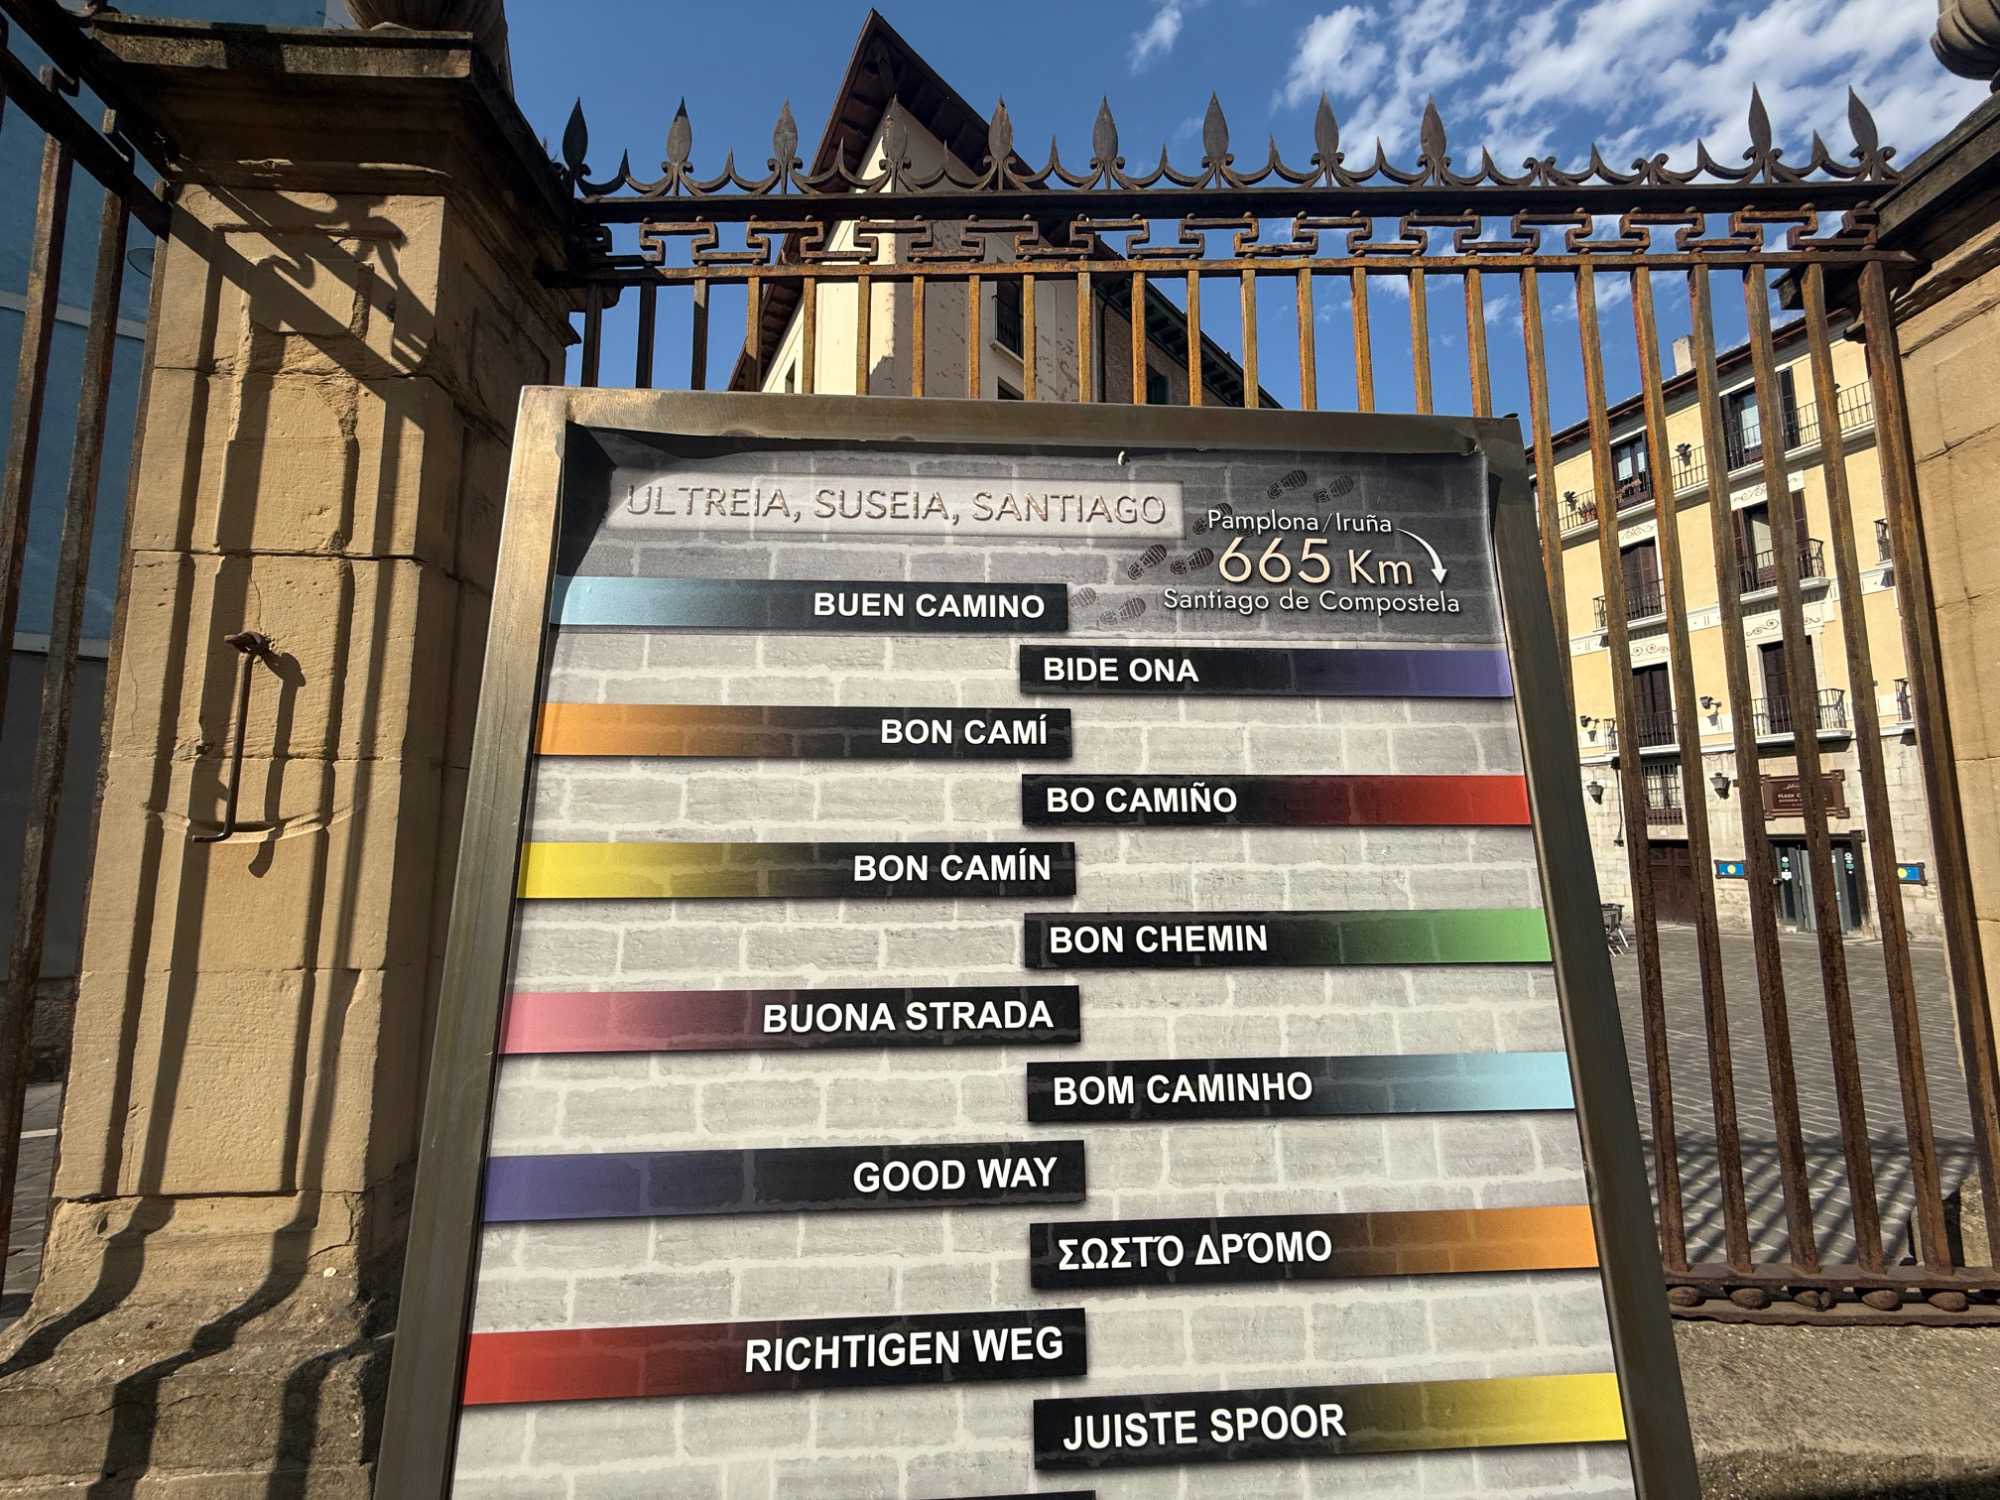 ULTREIA, SUSEIA, SANTIAGO
Pamplona/Iruña
665 Km
Santiago de Compostela
BUEN CAMINO
BIDE ONA
BON CAMÍ
BO CAMIÑO
BON CAMÍN
BON CHEMIN
BUONA STRADA
BOM CAMINHO
GOOD WAY
ΣΩΣΤΌ ΔΡΌΜΟ
RICHTIGEN WEG
JUISTE SPOOR